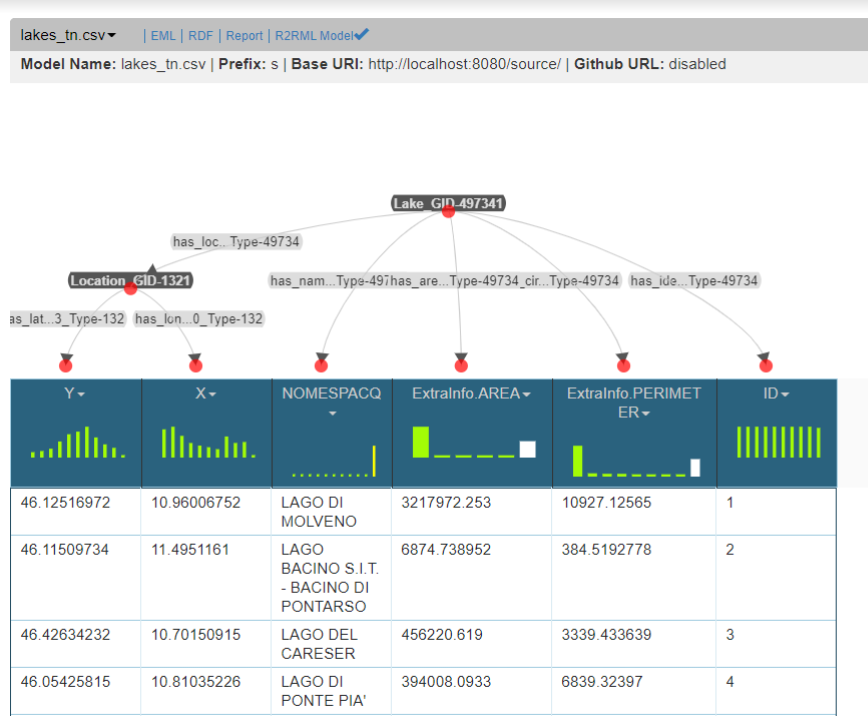 lakes_tn.csv | EML | RDF | Report | R2RML Model
Model Name: lakes_tn.csv | Prefix: s | Base URI: http://localhost:8080/source/ | Github URL: disabled
Lake_GID-497341
has_loc...Type-49734
Location_GID-1321
has_nam...Type-497 has_are...Type-49734 _cir...Type-49734 has_ide...Type-49734
as_lat...3_Type-132 has_lon...0_Type-132
Y X NOMESPACQ ExtraInfo.AREA ExtraInfo.PERIMET ID
ER
46.12516972 10.96006752 LAGO DI 3217972.253 10927.12565 1
MOLVENO
46.11509734 11.4951161 LAGO 6874.738952 384.5192778 2
BACINO S.I.T.
- BACINO DI
PONTARSO
46.42634232 10.70150915 LAGO DEL 456220.619 3339.433639 3
CARESER
46.05425815 10.81035226 LAGO DI 394008.0933 6839.32397 4
PONTE PIA'